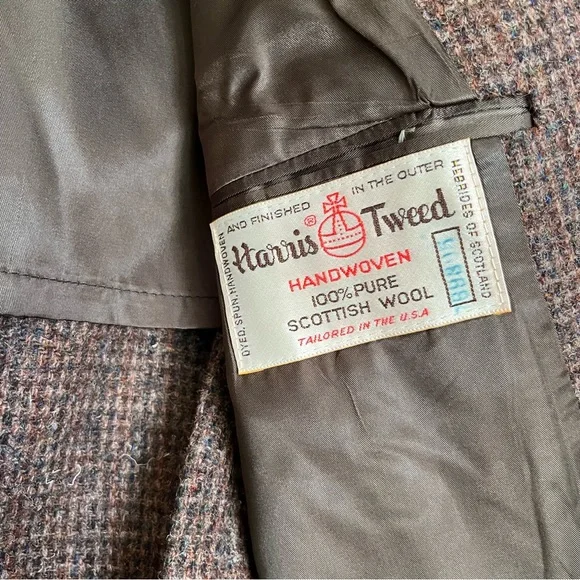 DYED, SPUN, HANDWOVEN AND FINISHED IN THE OUTER HEBRIDES OF SCOTLAND
Harris Tweed ®
HANDWOVEN
100% PURE
SCOTTISH WOOL
TAILORED IN THE U.S.A